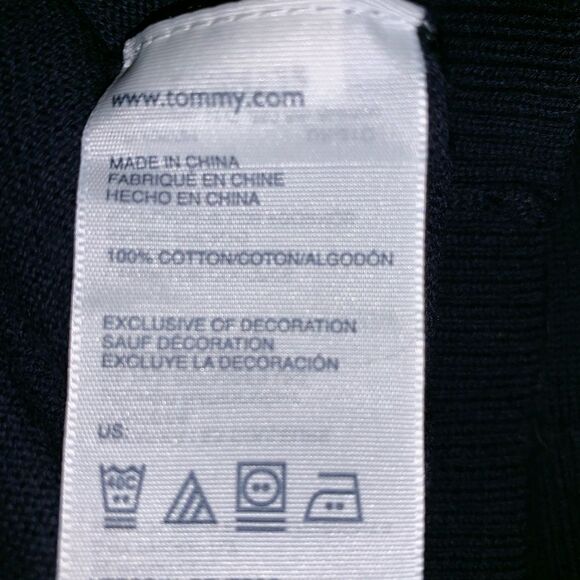 www.tommy.com
MADE IN CHINA
FABRIQUÉ EN CHINE
HECHO EN CHINA
100% COTTON/COTON/ALGODÓN
EXCLUSIVE OF DECORATION
SAUF DÉCORATION
EXCLUYE LA DECORACIÓN
US:
40C